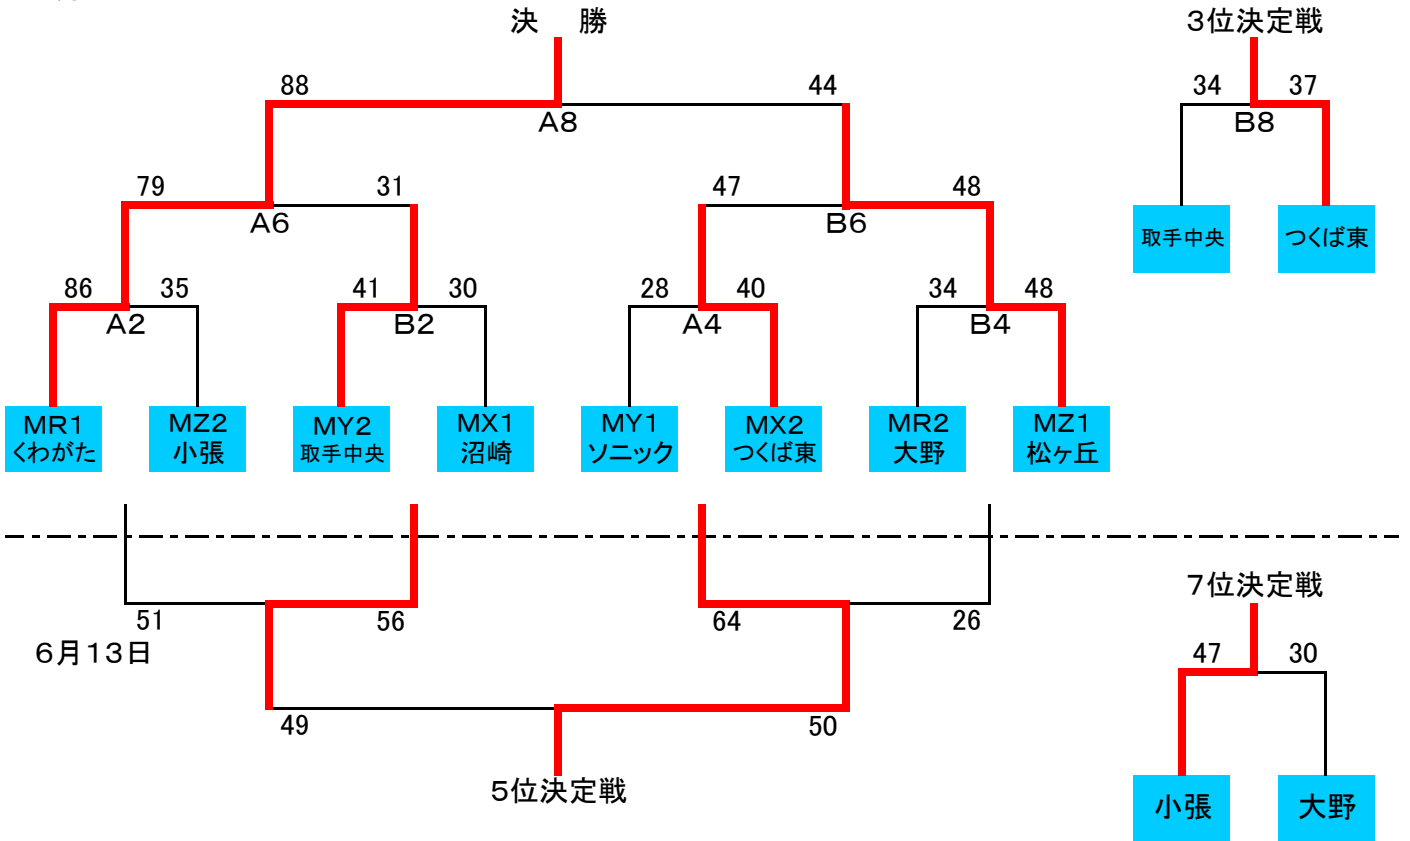 決 勝
3位決定戦
88
44
34
37
A8
B8
79
31
47
48
A6
B6
取手中央
つくば東
86
35
41
30
28
40
34
48
A2
B2
A4
B4
MR1
くわがた
MZ2
小張
MY2
取手中央
MX1
沼崎
MY1
ソニック
MX2
つくば東
MR2
大野
MZ1
松ヶ丘
7位決定戦
51
56
64
26
6月13日
47
30
49
50
5位決定戦
小張
大野